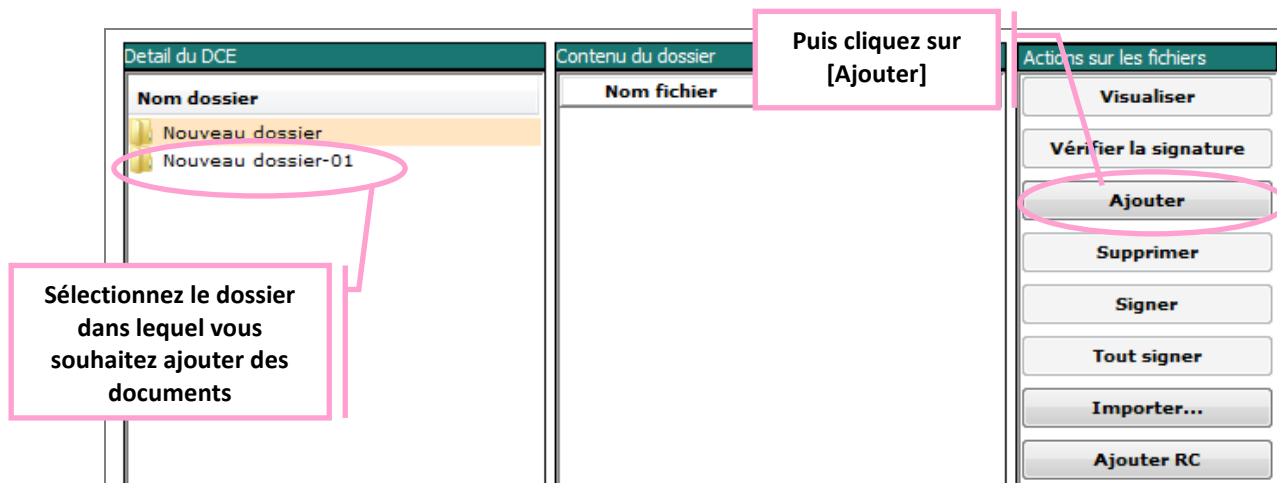 Puis cliquez sur
[Ajouter]
Detail du DCE
Contenu du dossier
Actions sur les fichiers
Nom dossier
Nom fichier
Visualiser
Nouveau dossier
Nouveau dossier-01
Vérifier la signature
Ajouter
Supprimer
Signer
Tout signer
Importer...
Ajouter RC
Sélectionnez le dossier
dans lequel vous
souhaitez ajouter des
documents